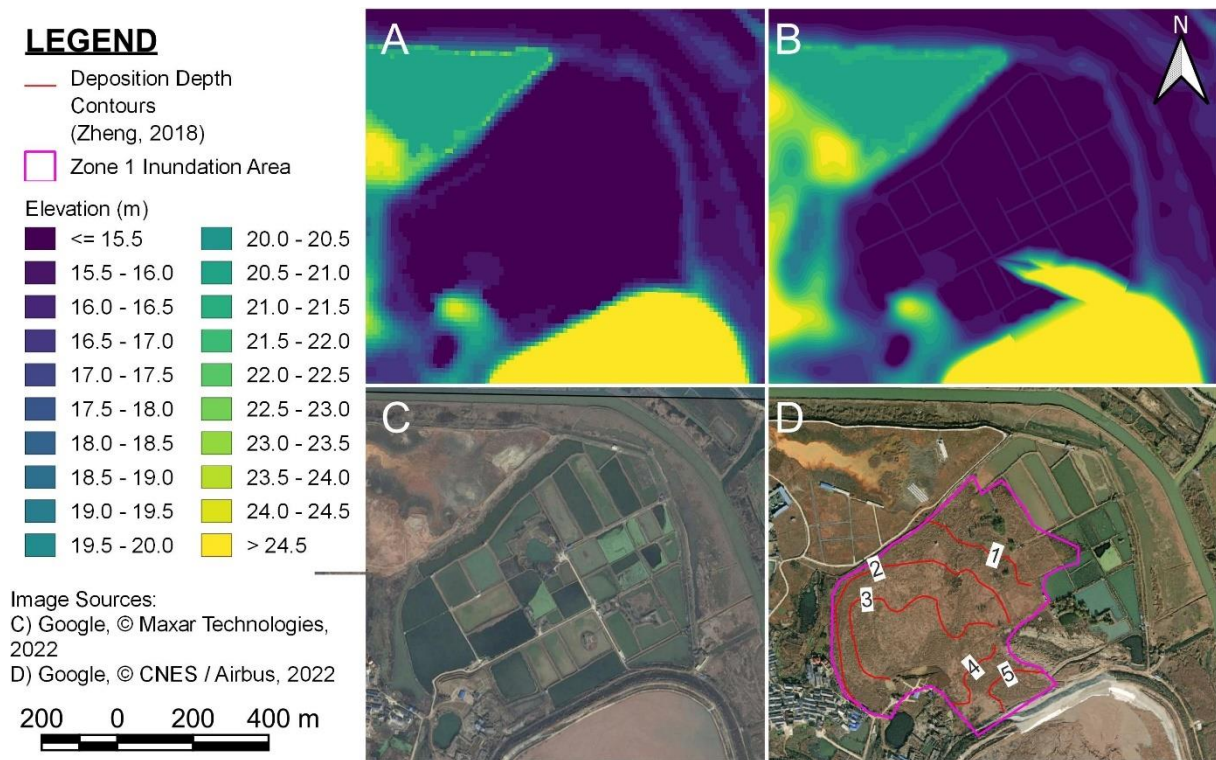 LEGEND
Deposition Depth
Contours
(Zheng, 2018)
Zone 1 Inundation Area
Elevation (m)
<= 15.5
15.5 - 16.0
16.0 - 16.5
16.5 - 17.0
17.0 - 17.5
17.5 - 18.0
18.0 - 18.5
18.5 - 19.0
19.0 - 19.5
19.5 - 20.0
20.0 - 20.5
20.5 - 21.0
21.0 - 21.5
21.5 - 22.0
22.0 - 22.5
22.5 - 23.0
23.0 - 23.5
23.5 - 24.0
24.0 - 24.5
> 24.5
Image Sources:
C) Google, © Maxar Technologies,
2022
D) Google, © CNES / Airbus, 2022
200 0 200 400 m
A
B
N
C
D
1
2
3
4
5